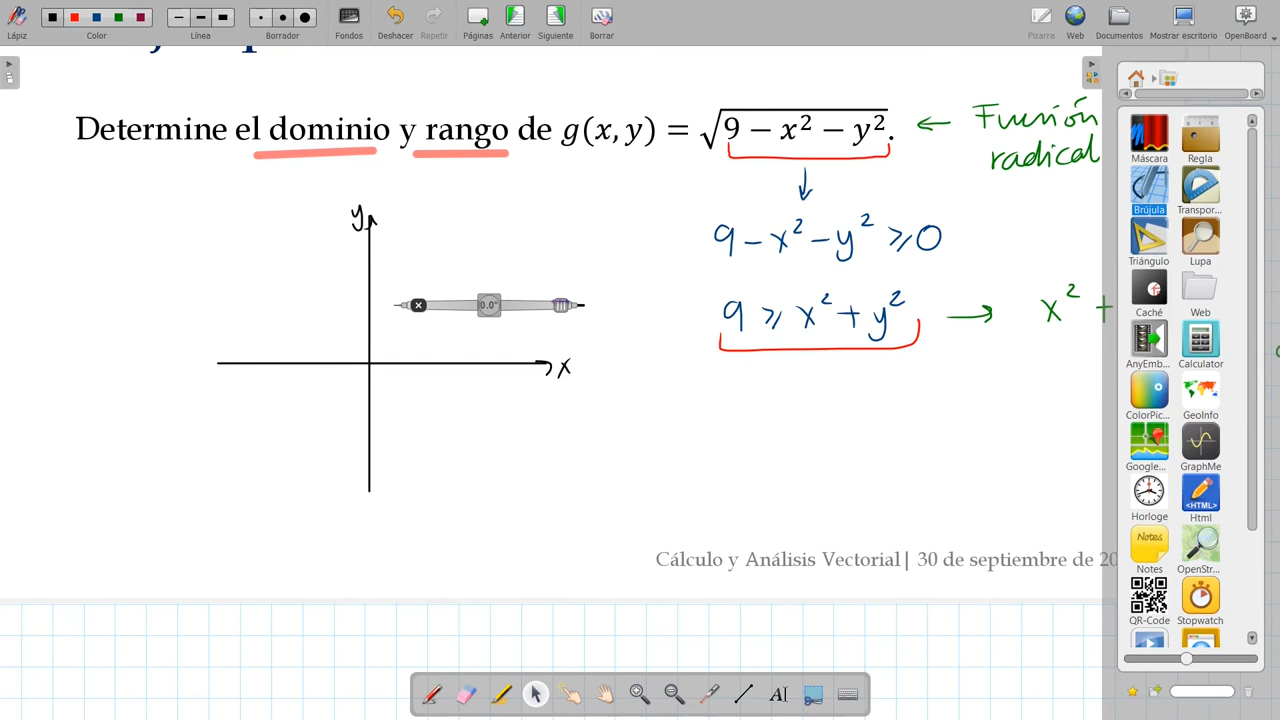 Lápiz Color Línea Borrador Fondos Deshacer Repetir Páginas Anterior Siguiente Borrar Pizarra Web Documentos Mostrar escritorio OpenBoard
Determine el dominio y rango de g(x, y) = √9 − x² − y². ← Función
radical
9 − x² − y² ⩾ 0
9 ⩾ x² + y² → x² +
y
x
0.0°
Cálculo y Análisis Vectorial| 30 de septiembre de 20
Máscara Regla
Brújula Transpor...
Triángulo Lupa
Caché Web
AnyEmb... Calculator
ColorPic... GeoInfo
Google... GraphMe
Horloge Html
<HTML>
Notes
Notes OpenStr...
QR-Code Stopwatch
AI